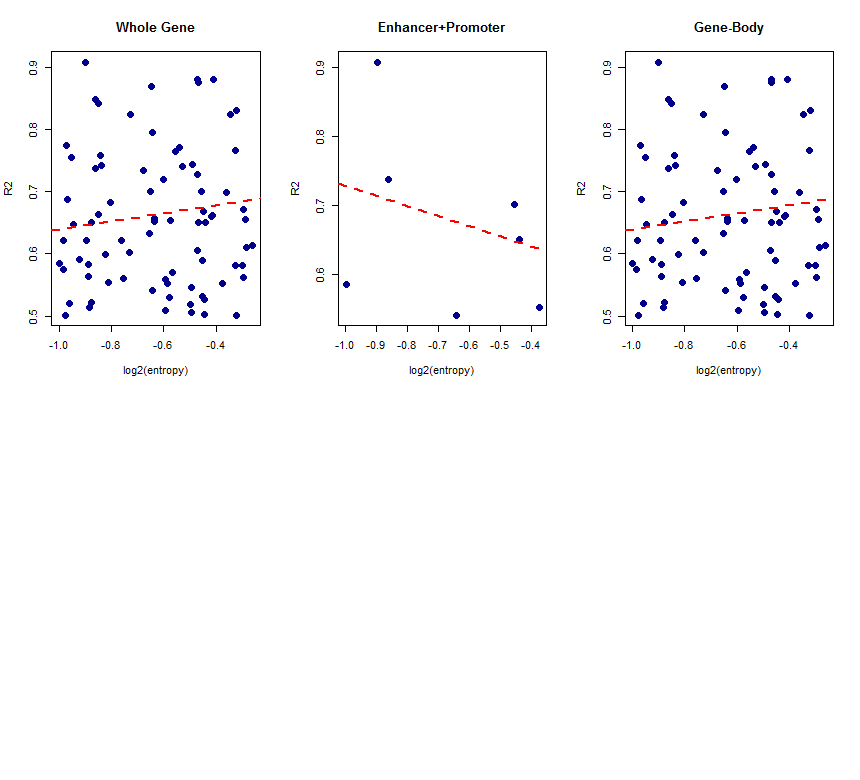 Whole Gene
R2
0.9
0.8
0.7
0.6
0.5
-1.0 -0.8 -0.6 -0.4
log2(entropy)
Enhancer+Promoter
R2
0.9
0.8
0.7
0.6
-1.0 -0.9 -0.8 -0.7 -0.6 -0.5 -0.4
log2(entropy)
Gene-Body
R2
0.9
0.8
0.7
0.6
0.5
-1.0 -0.8 -0.6 -0.4
log2(entropy)